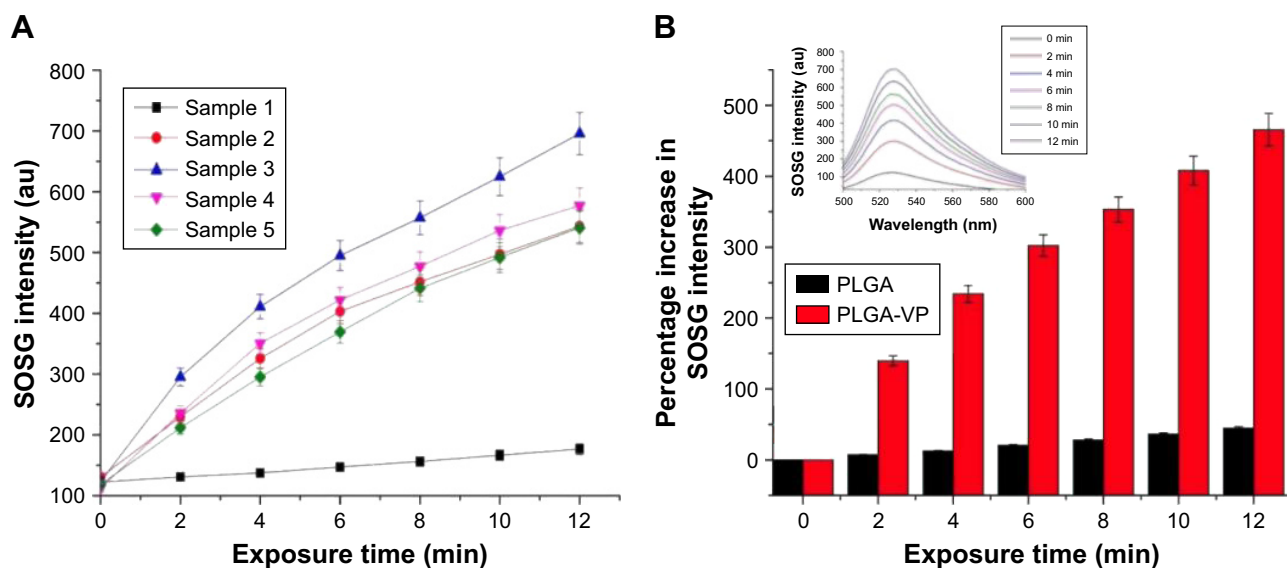 A
SOSG intensity (au)
800
700
600
500
400
300
200
100
0
2
4
6
8
10
12
Exposure time (min)
Sample 1
Sample 2
Sample 3
Sample 4
Sample 5
B
Percentage increase in
SOSG intensity
500
400
300
200
100
0
0
2
4
6
8
10
12
Exposure time (min)
PLGA
PLGA-VP
SOSG intensity (au)
800
700
600
500
400
300
200
100
500
520
540
560
580
600
Wavelength (nm)
0 min
2 min
4 min
6 min
8 min
10 min
12 min